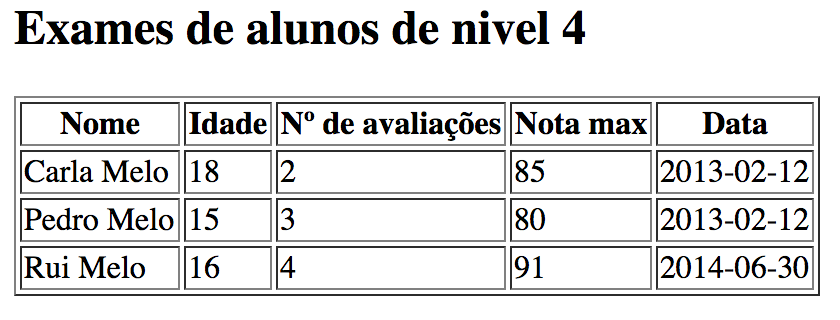 Exames de alunos de nivel 4
Nome Idade Nº de avaliações Nota max Data
Carla Melo 18 2 85 2013-02-12
Pedro Melo 15 3 80 2013-02-12
Rui Melo 16 4 91 2014-06-30